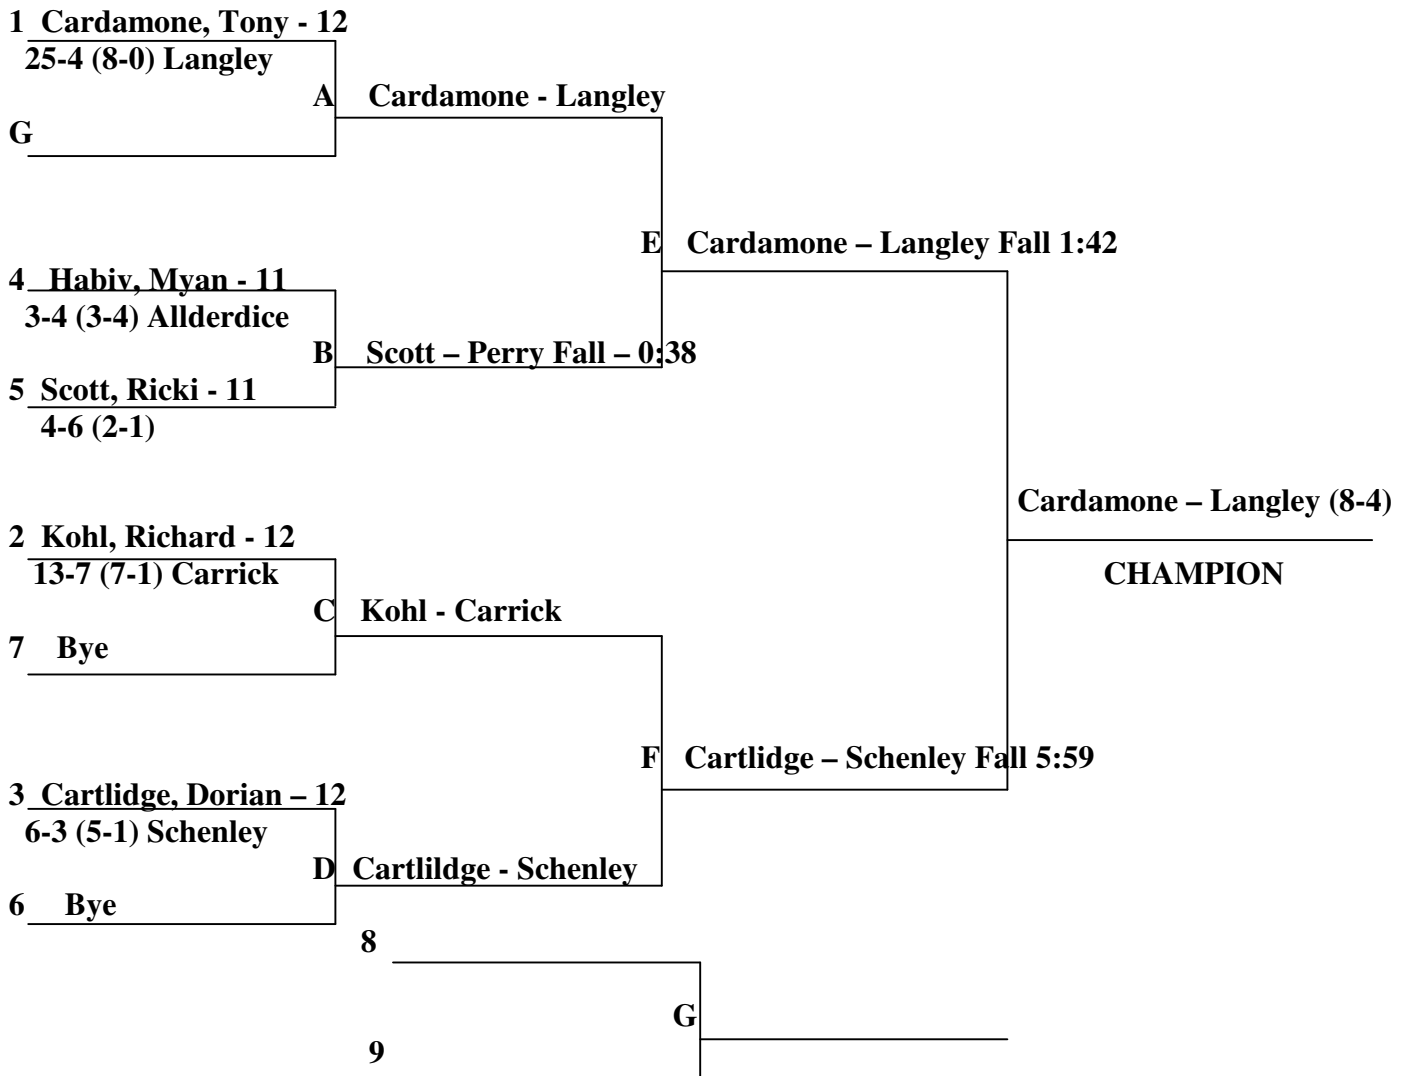 1 Cardamone, Tony - 12
25-4 (8-0) Langley
A Cardamone - Langley
G
E Cardamone – Langley Fall 1:42
4 Habiv, Myan - 11
3-4 (3-4) Allderdice
B Scott – Perry Fall – 0:38
5 Scott, Ricki - 11
4-6 (2-1)
Cardamone – Langley (8-4)
2 Kohl, Richard - 12
13-7 (7-1) Carrick
CHAMPION
C Kohl - Carrick
7 Bye
F Cartlidge – Schenley Fall 5:59
3 Cartlidge, Dorian – 12
6-3 (5-1) Schenley
D Cartlildge - Schenley
6 Bye
8
G
9